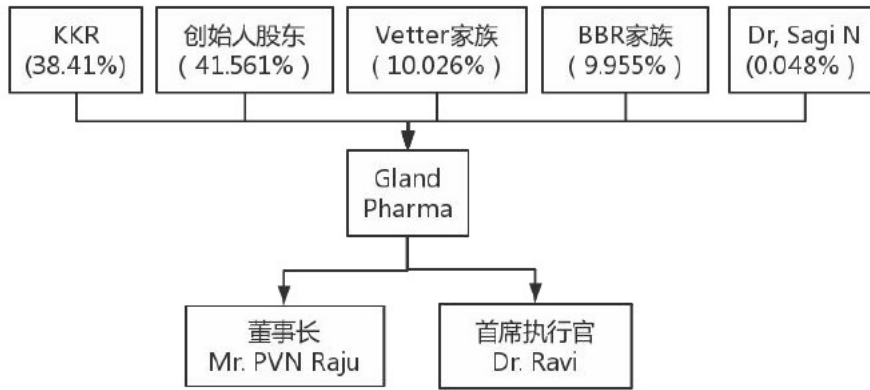 KKR
(38.41%)
创始人股东
( 41.561% )
Vetter家族
( 10.026% )
BBR家族
( 9.955% )
Dr, Sagi N
(0.048% )
Gland
Pharma
董事长
Mr. PVN Raju
首席执行官
Dr. Ravi